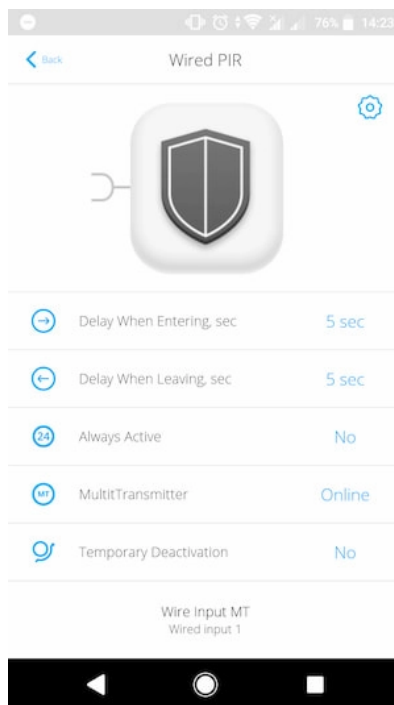 76% 14:23
Back Wired PIR
Delay When Entering, sec 5 sec
Delay When Leaving, sec 5 sec
24 Always Active No
MT MultitTransmitter Online
Temporary Deactivation No
Wire Input MT
Wired input 1